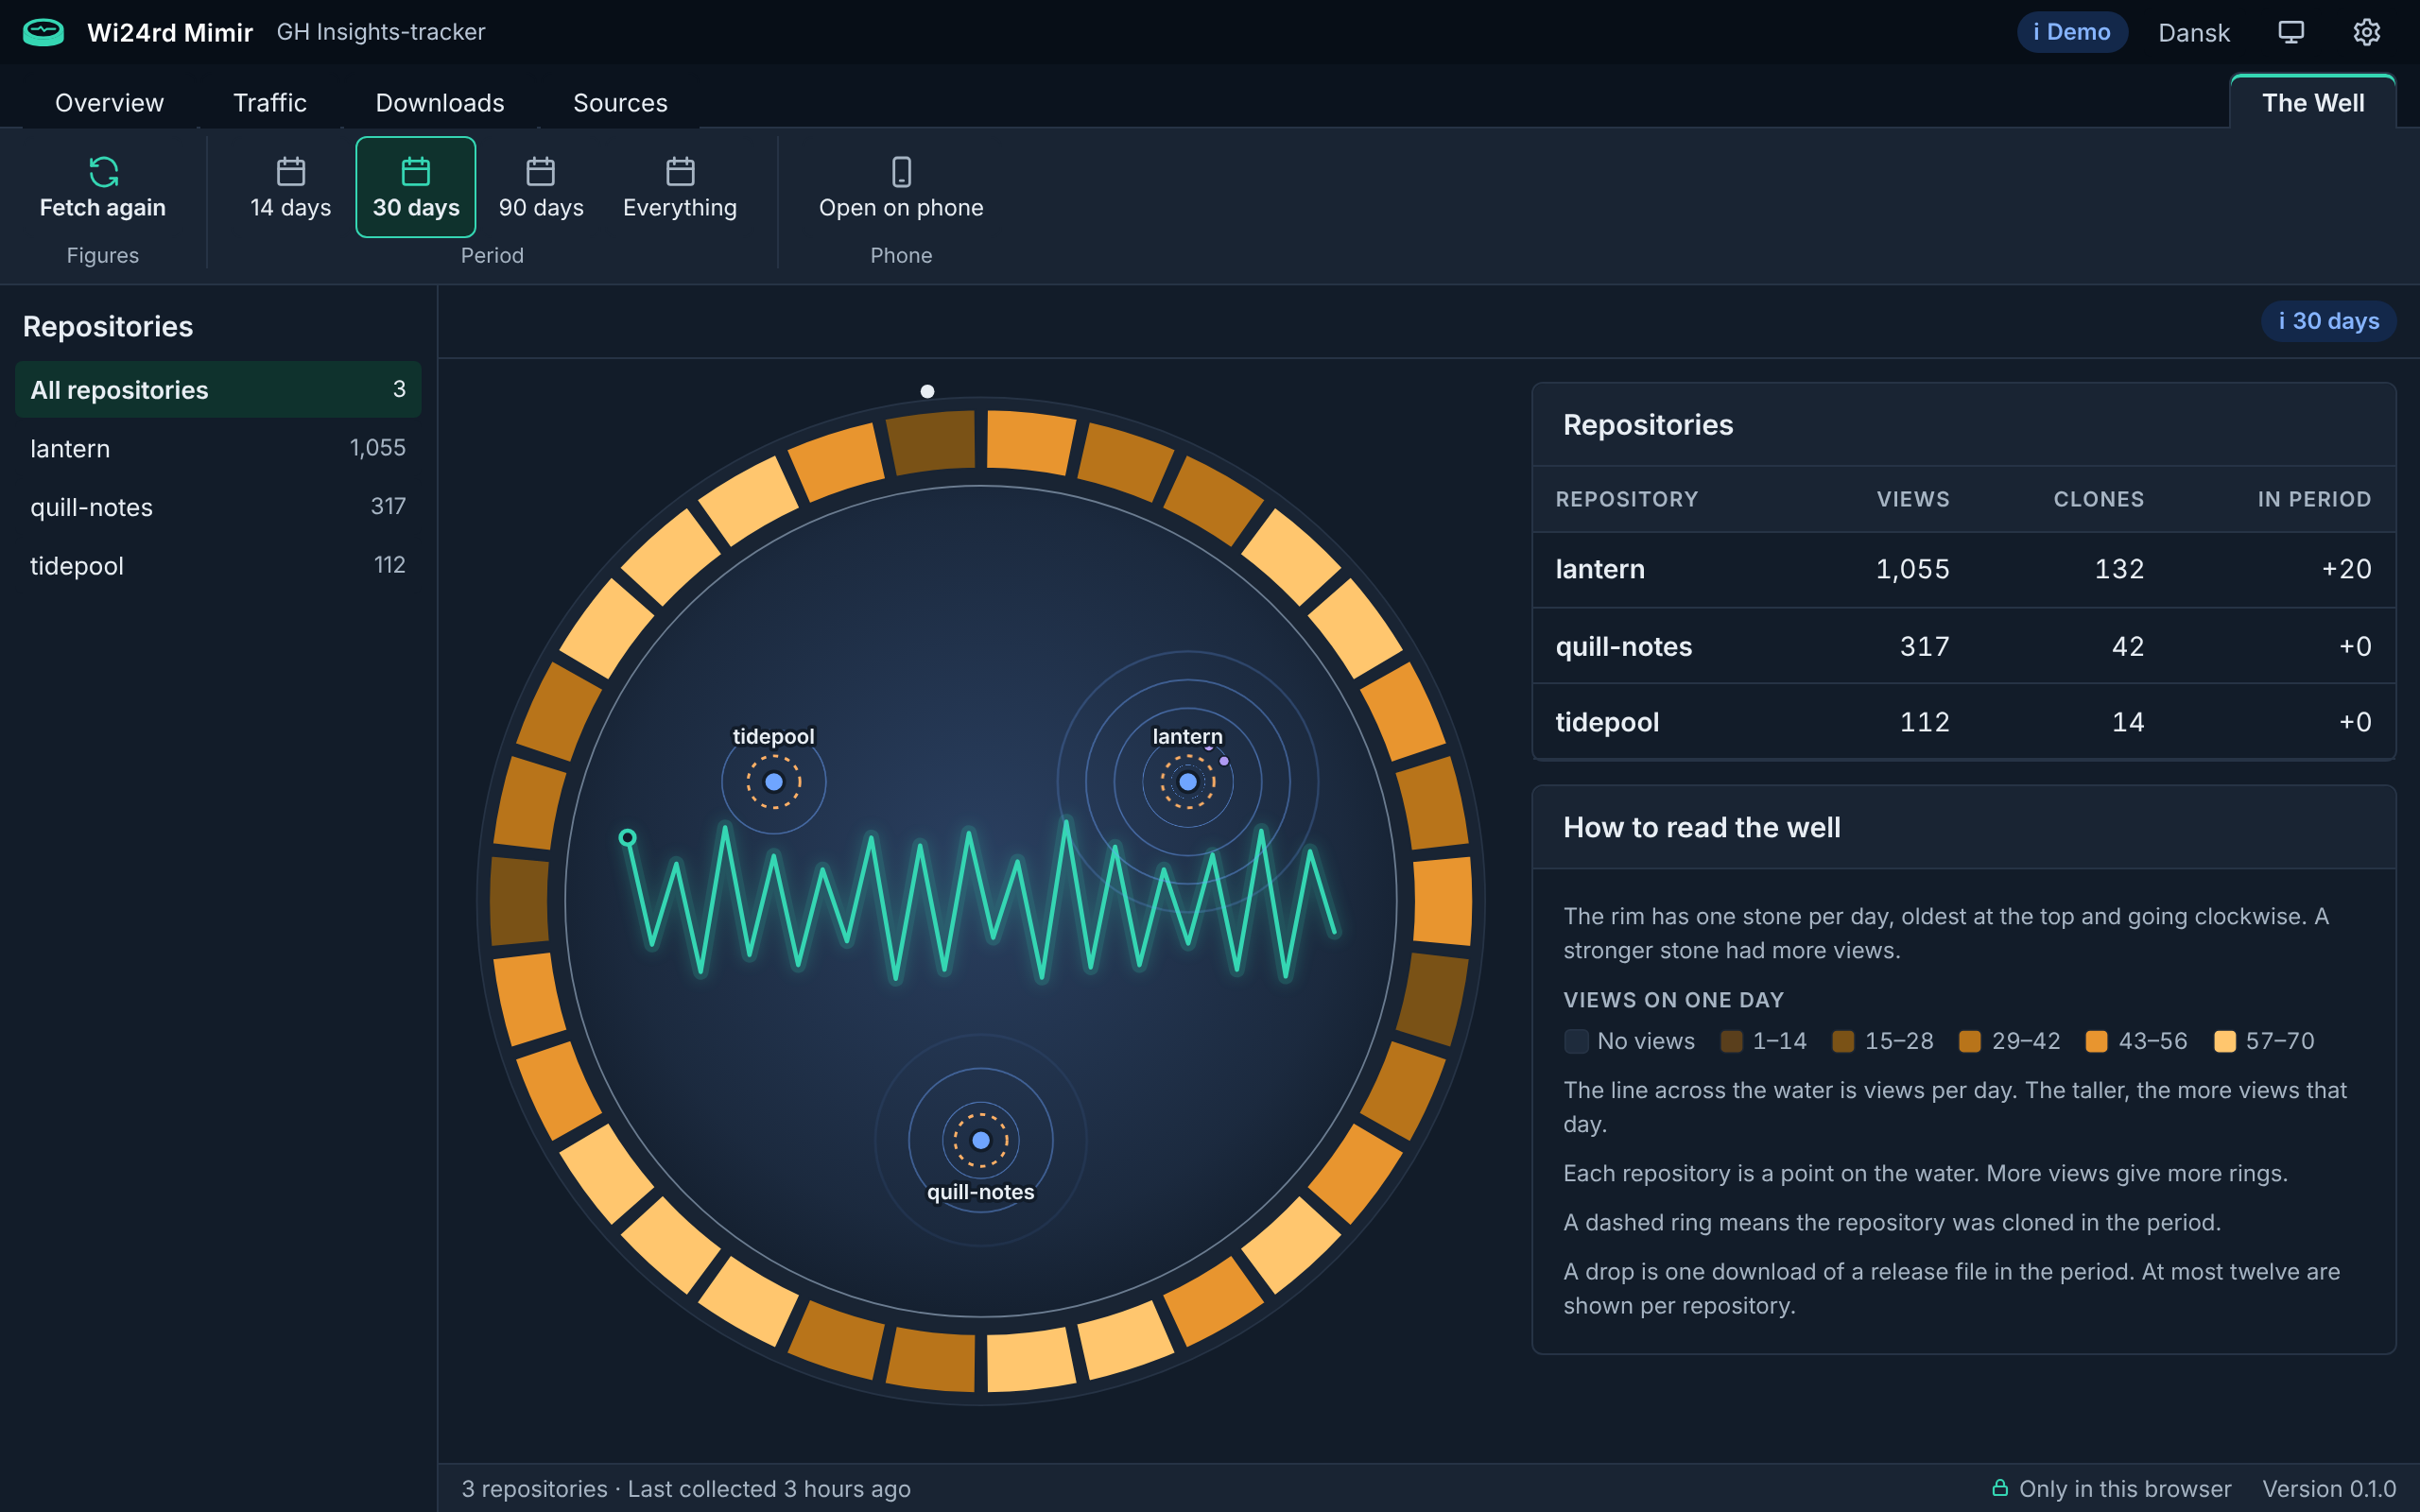 Wi24rd Mimir GH Insights-tracker i Demo Dansk
Overview Traffic Downloads Sources The Well
Fetch again 14 days 30 days 90 days Everything Open on phone
Figures Period Phone
Repositories
i 30 days
All repositories 3
lantern 1,055
quill-notes 317
tidepool 112
tidepool
lantern
quill-notes
Repositories
REPOSITORY VIEWS CLONES IN PERIOD
lantern 1,055 132 +20
quill-notes 317 42 +0
tidepool 112 14 +0
How to read the well
The rim has one stone per day, oldest at the top and going clockwise. A
stronger stone had more views.
VIEWS ON ONE DAY
No views 1–14 15–28 29–42 43–56 57–70
The line across the water is views per day. The taller, the more views that
day.
Each repository is a point on the water. More views give more rings.
A dashed ring means the repository was cloned in the period.
A drop is one download of a release file in the period. At most twelve are
shown per repository.
3 repositories · Last collected 3 hours ago Only in this browser Version 0.1.0